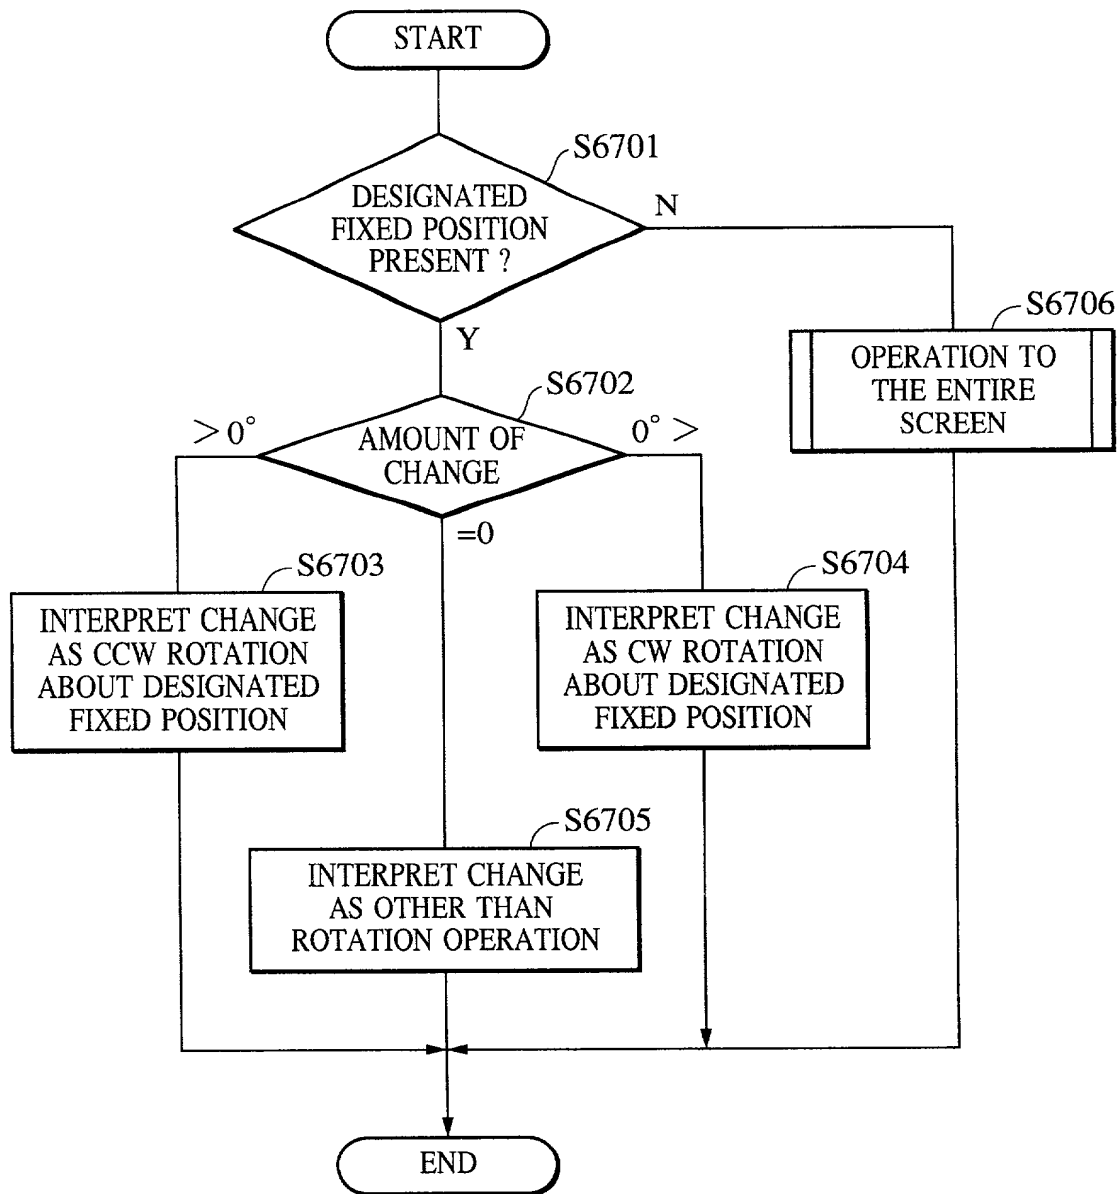 START
S6701
DESIGNATED
FIXED POSITION
PRESENT ?
N
Y
S6706
OPERATION TO
THE ENTIRE
SCREEN
S6702
> 0°
AMOUNT OF
CHANGE
0° >
=0
S6703
INTERPRET CHANGE
AS CCW ROTATION
ABOUT DESIGNATED
FIXED POSITION
S6704
INTERPRET CHANGE
AS CW ROTATION
ABOUT DESIGNATED
FIXED POSITION
S6705
INTERPRET CHANGE
AS OTHER THAN
ROTATION OPERATION
END